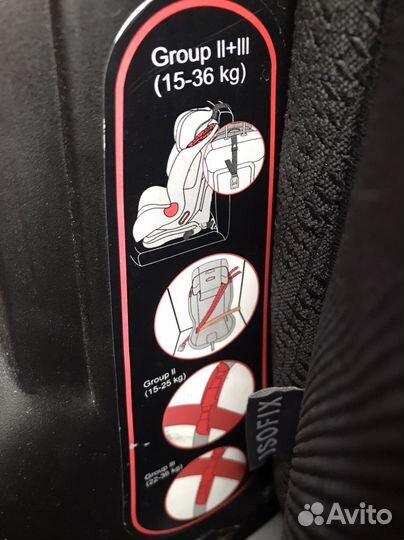 Group II+III
(15-36 kg)
Group II
(15-25 kg)
Group III
(22-36 kg)
ISOFIX
Avito